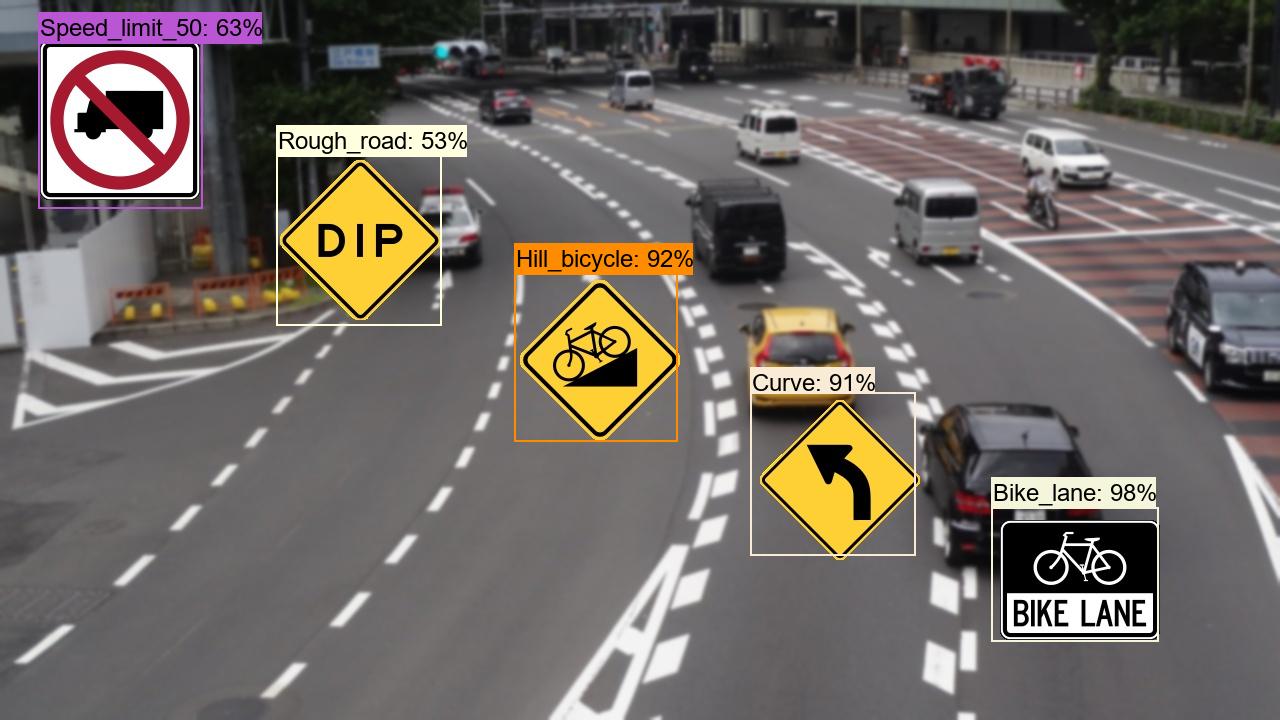 Speed_limit_50: 63%
Rough_road: 53%
DIP
Hill_bicycle: 92%
Curve: 91%
Bike_lane: 98%
BIKE LANE